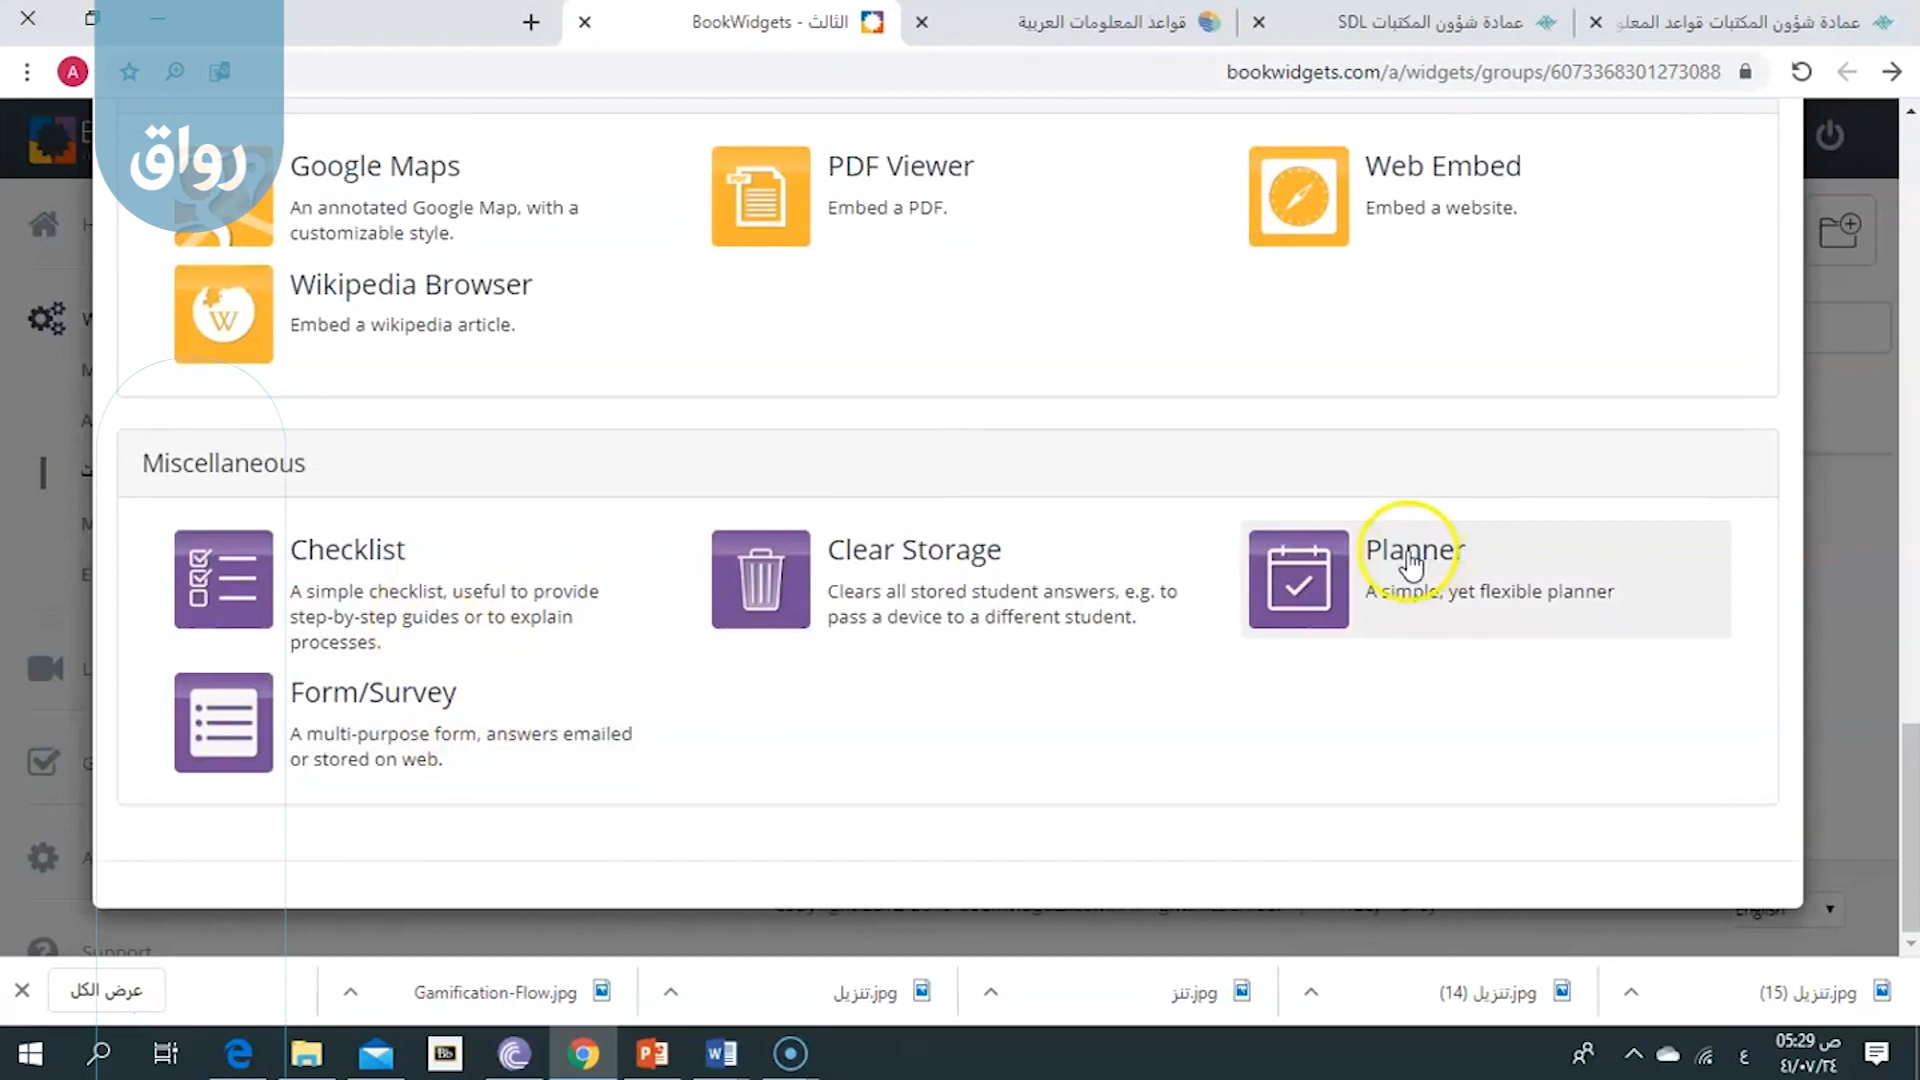 BookWidgets - الثالث
قواعد المعلومات العربية
عمادة شؤون المكتبات SDL
عمادة شؤون المكتبات قواعد المعلو
A
bookwidgets.com/a/widgets/groups/6073368301273088
رواق
Google Maps
An annotated Google Map, with a
customizable style.
PDF Viewer
Embed a PDF.
Web Embed
Embed a website.
Wikipedia Browser
Embed a wikipedia article.
Miscellaneous
Checklist
A simple checklist, useful to provide
step-by-step guides or to explain
processes.
Clear Storage
Clears all stored student answers, e.g. to
pass a device to a different student.
Planner
A simple, yet flexible planner
Form/Survey
A multi-purpose form, answers emailed
or stored on web.
English
Support
عرض الكل
Gamification-Flow.jpg
تنزيل.jpg
تنز.jpg
تنزيل (14).jpg
تنزيل (15).jpg
05:29 ص
٤١/٠٧/٢٤
ع